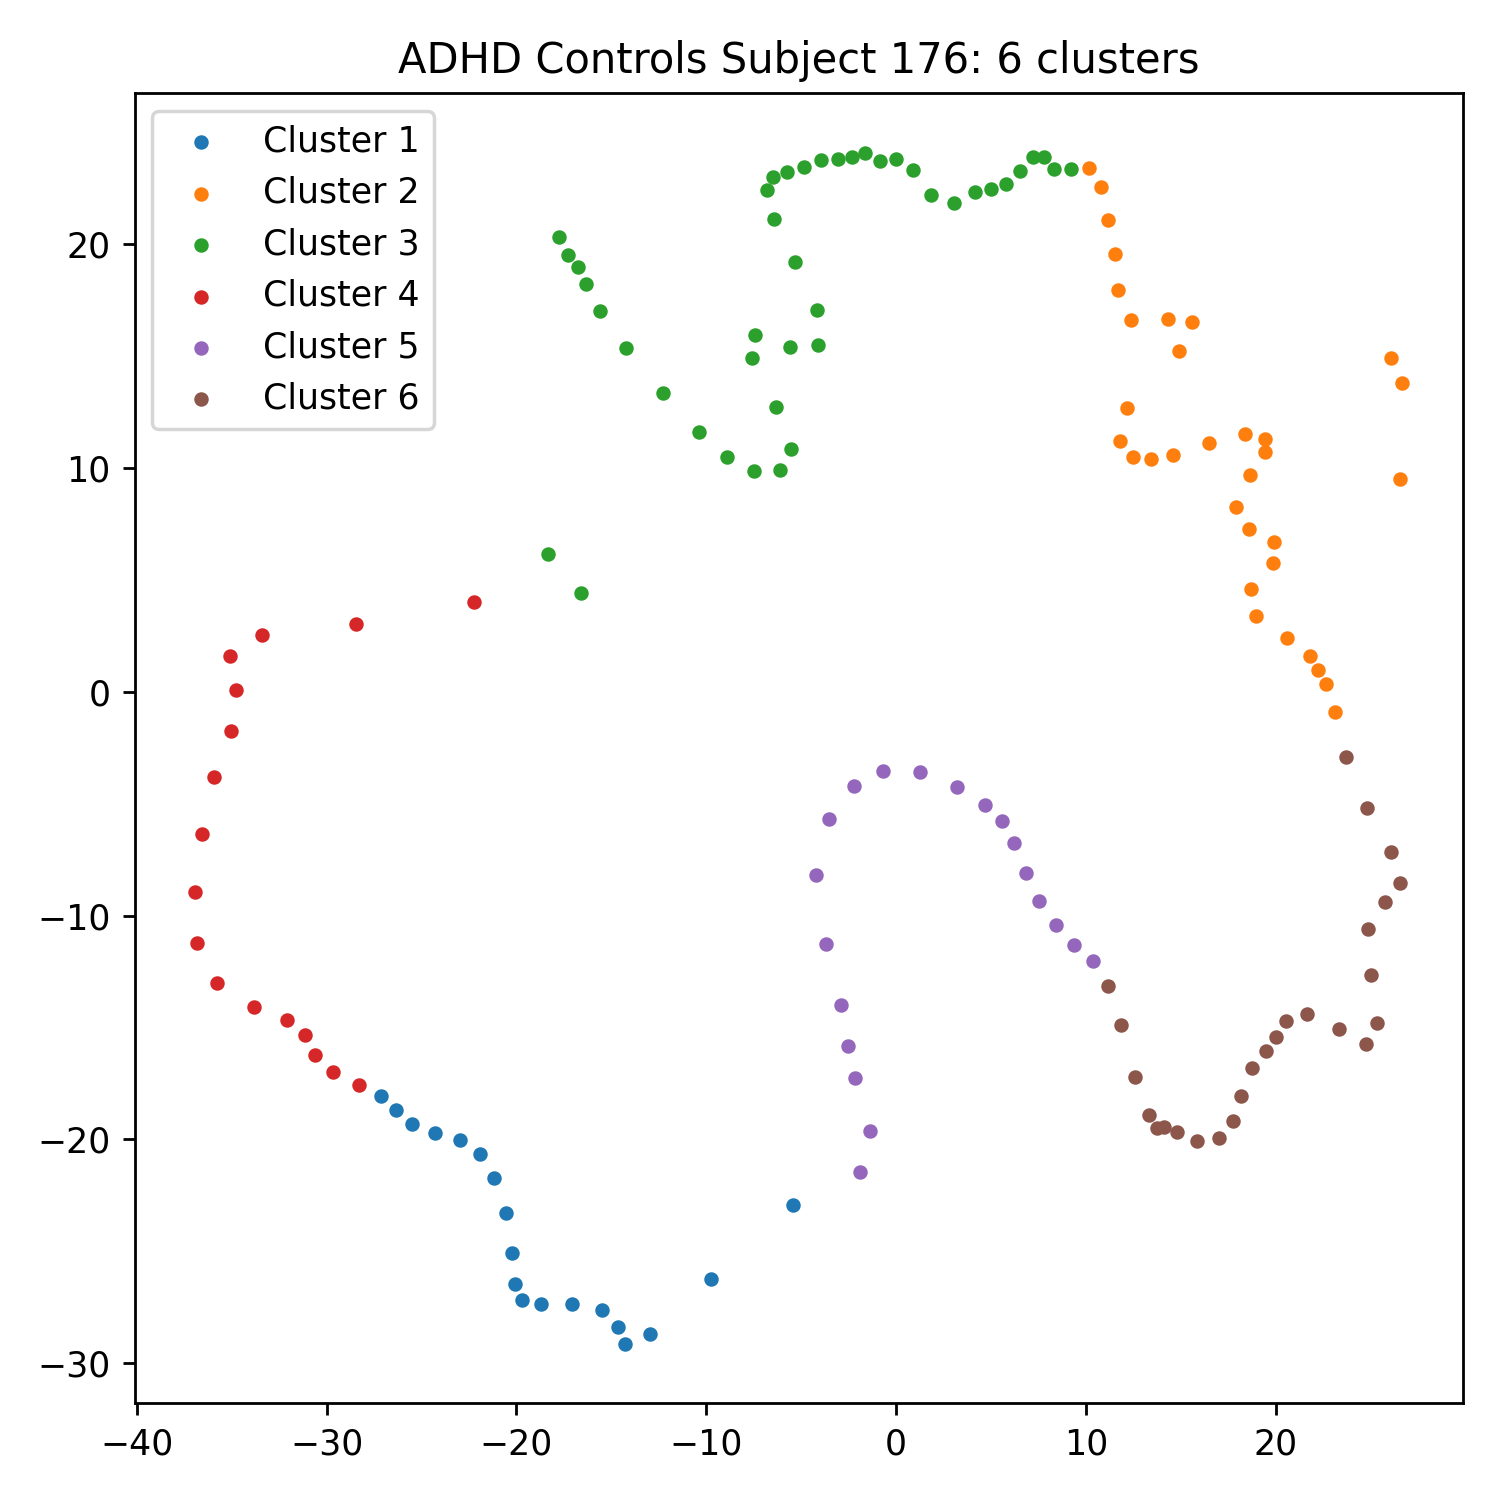 ADHD Controls Subject 176: 6 clusters
Cluster 1
Cluster 2
Cluster 3
Cluster 4
Cluster 5
Cluster 6
20
10
0
−10
−20
−30
−40 −30 −20 −10 0 10 20